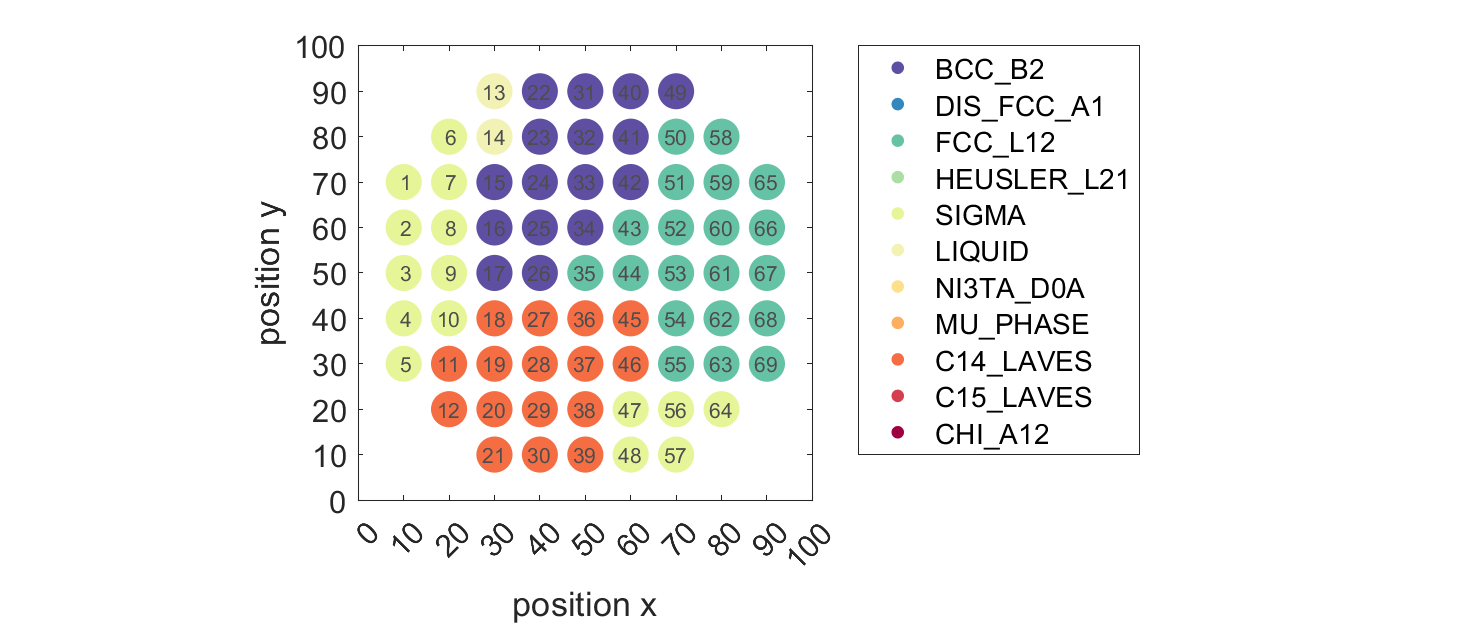 100
90 13 22 31 40 49
80 6 14 23 32 41 50 58
70 1 7 15 24 33 42 51 59 65
60 2 8 16 25 34 43 52 60 66
50 3 9 17 26 35 44 53 61 67
40 4 10 18 27 36 45 54 62 68
30 5 11 19 28 37 46 55 63 69
20 12 20 29 38 47 56 64
10 21 30 39 48 57
0
0 10 20 30 40 50 60 70 80 90 100
position x
position y
BCC_B2
DIS_FCC_A1
FCC_L12
HEUSLER_L21
SIGMA
LIQUID
NI3TA_D0A
MU_PHASE
C14_LAVES
C15_LAVES
CHI_A12